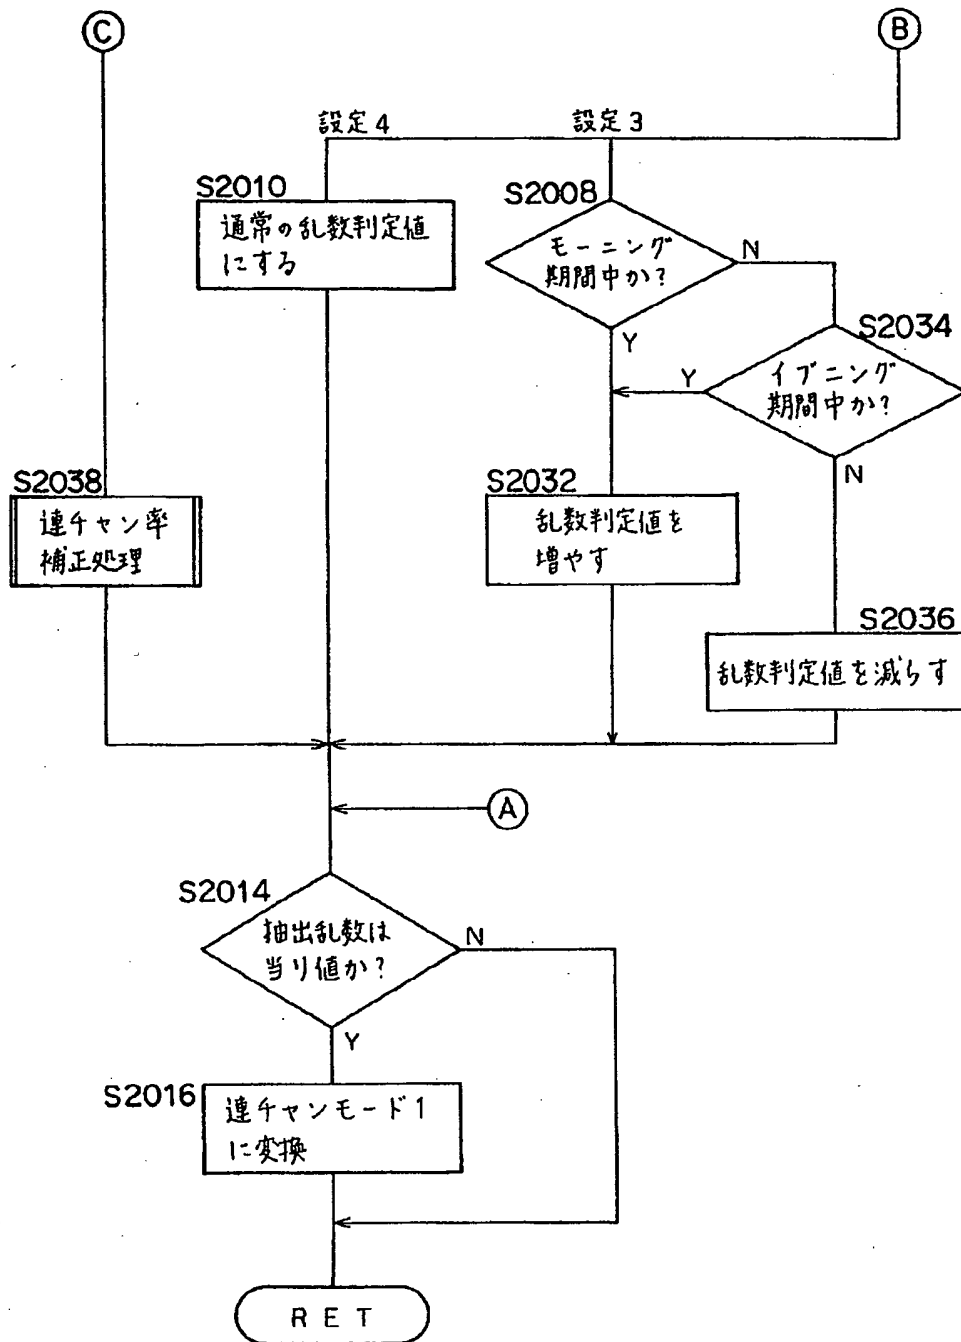 C
B
設定4
設定3
S2010
通常の乱数判定値
にする
S2008
モーニング
期間中か?
N
Y
S2034
イブニング
期間中か?
Y
N
S2038
連チャン率
補正処理
S2032
乱数判定値を
増やす
S2036
乱数判定値を減らす
A
S2014
抽出乱数は
当り値か?
N
Y
S2016
連チャンモード1
に変換
RET